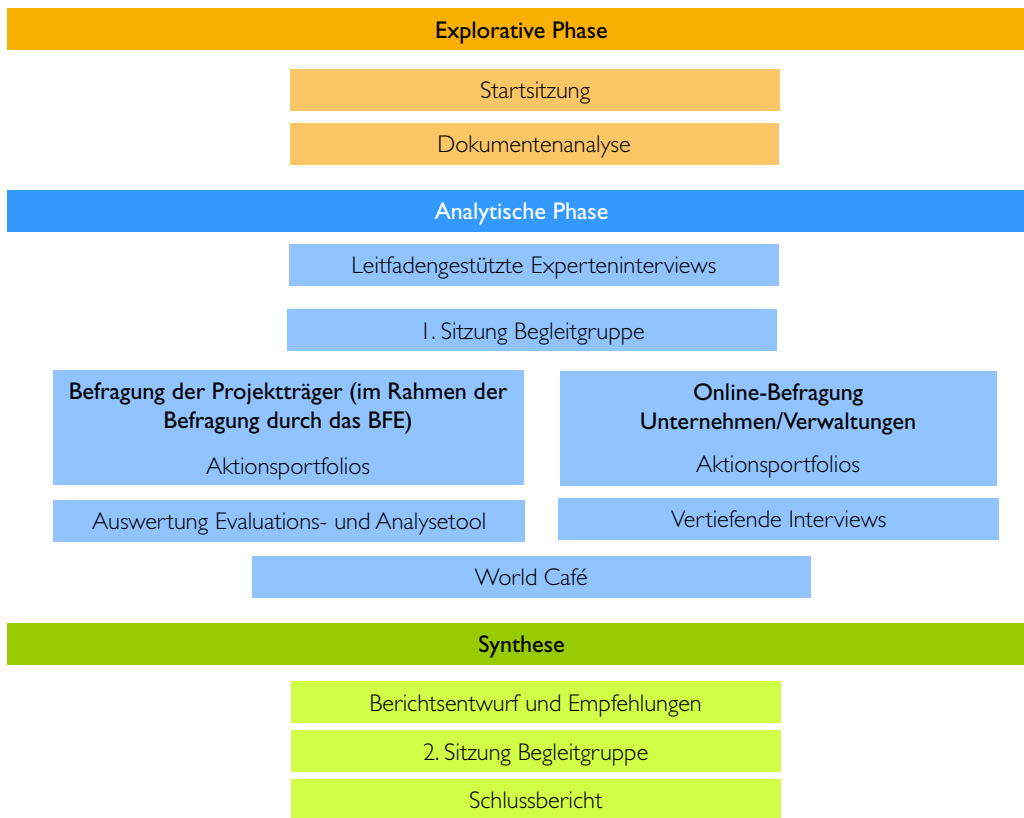 Explorative Phase
Startsitzung
Dokumentenanalyse
Analytische Phase
Leitfadengestützte Experteninterviews
1. Sitzung Begleitgruppe
Befragung der Projektträger (im Rahmen der
Befragung durch das BFE)
Aktionsportfolios
Online-Befragung
Unternehmen/Verwaltungen
Aktionsportfolios
Auswertung Evaluations- und Analysetool
Vertiefende Interviews
World Café
Synthese
Berichtsentwurf und Empfehlungen
2. Sitzung Begleitgruppe
Schlussbericht